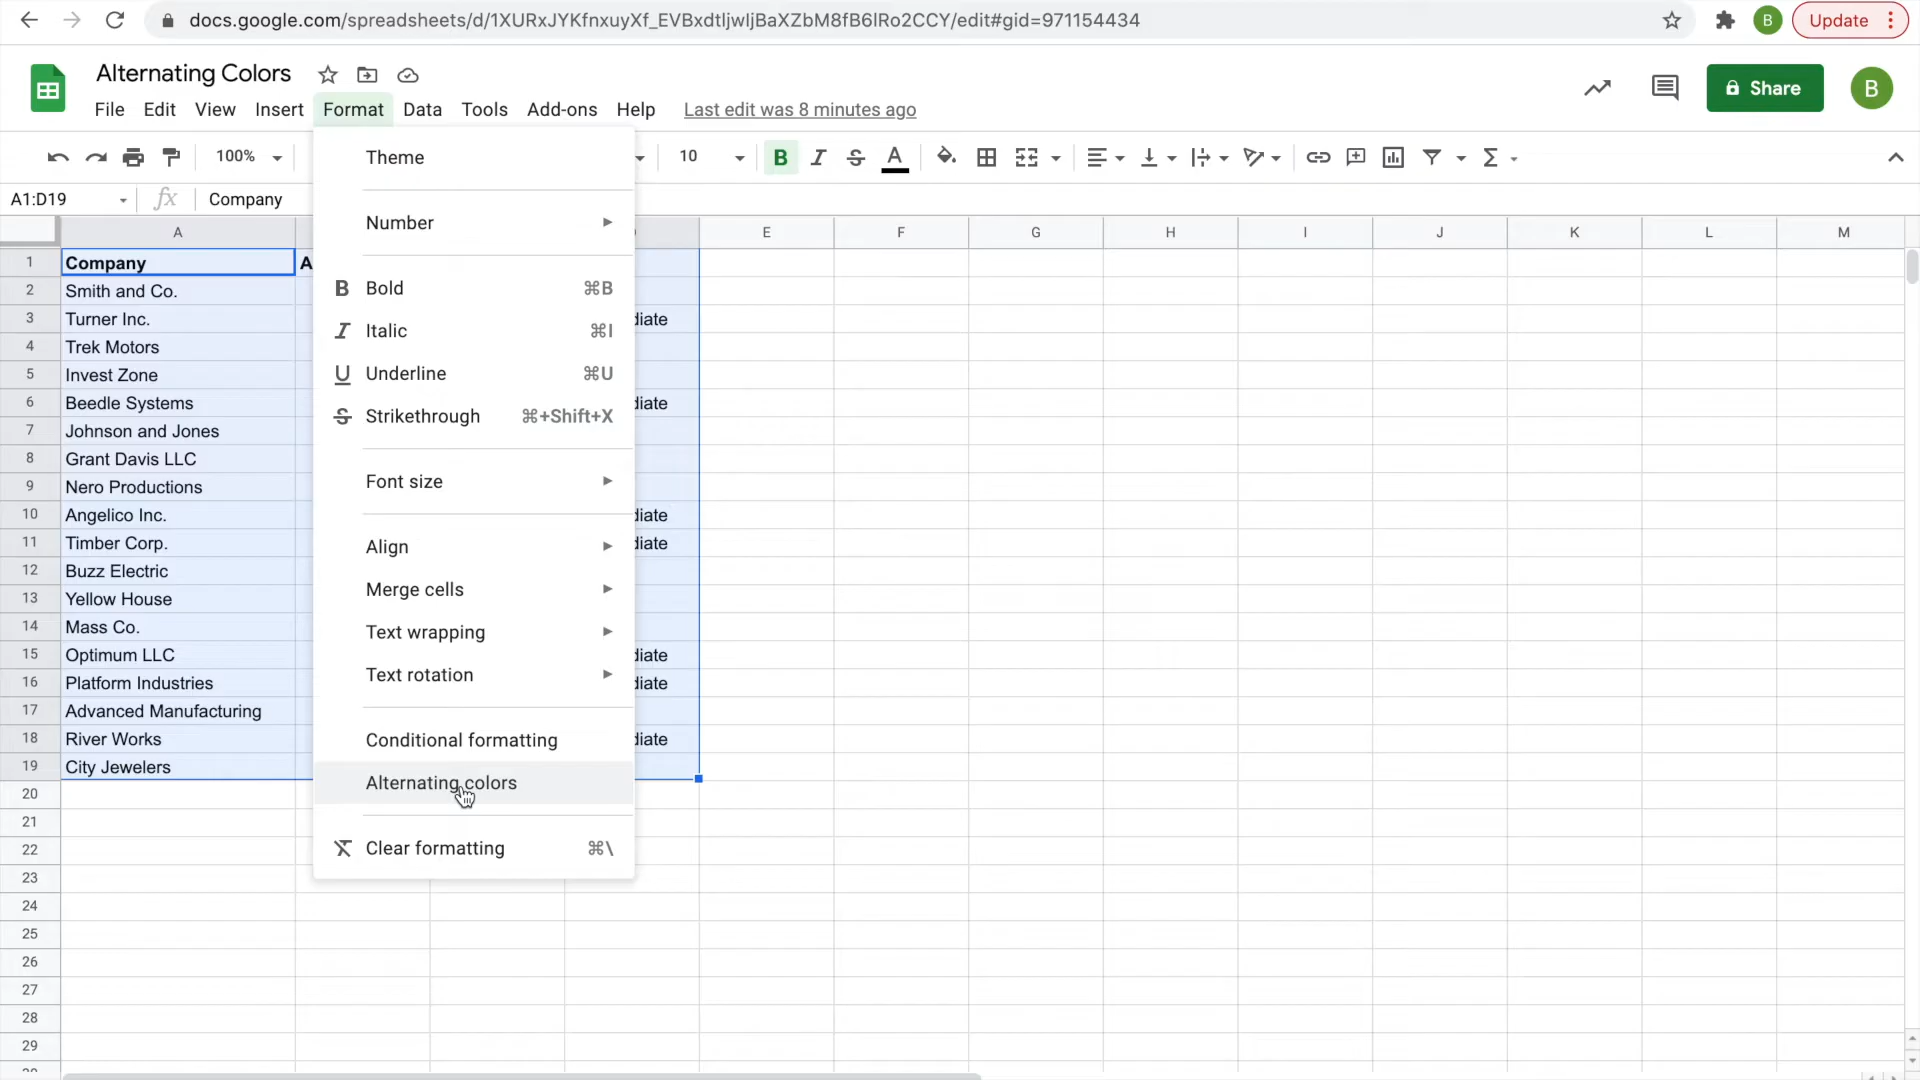 docs.google.com/spreadsheets/d/1XURxJYKfnxuyXf_EVBxdtljwljBaXZbM8fB6lRo2CCY/edit#gid=971154434
B
Update
Alternating Colors
File Edit View Insert Format Data Tools Add-ons Help Last edit was 8 minutes ago
Share
B
100% 10 B I S A
A1:D19 fx Company
A E F G H I J K L M
1 Company A
2 Smith and Co.
3 Turner Inc. diate
4 Trek Motors
5 Invest Zone
6 Beedle Systems diate
7 Johnson and Jones
8 Grant Davis LLC
9 Nero Productions
10 Angelico Inc. diate
11 Timber Corp. diate
12 Buzz Electric
13 Yellow House
14 Mass Co.
15 Optimum LLC diate
16 Platform Industries diate
17 Advanced Manufacturing
18 River Works diate
19 City Jewelers
20
21
22
23
24
25
26
27
28
29
Theme
Number
B Bold ⌘B
I Italic ⌘I
U Underline ⌘U
S Strikethrough ⌘+Shift+X
Font size
Align
Merge cells
Text wrapping
Text rotation
Conditional formatting
Alternating colors
Clear formatting ⌘\